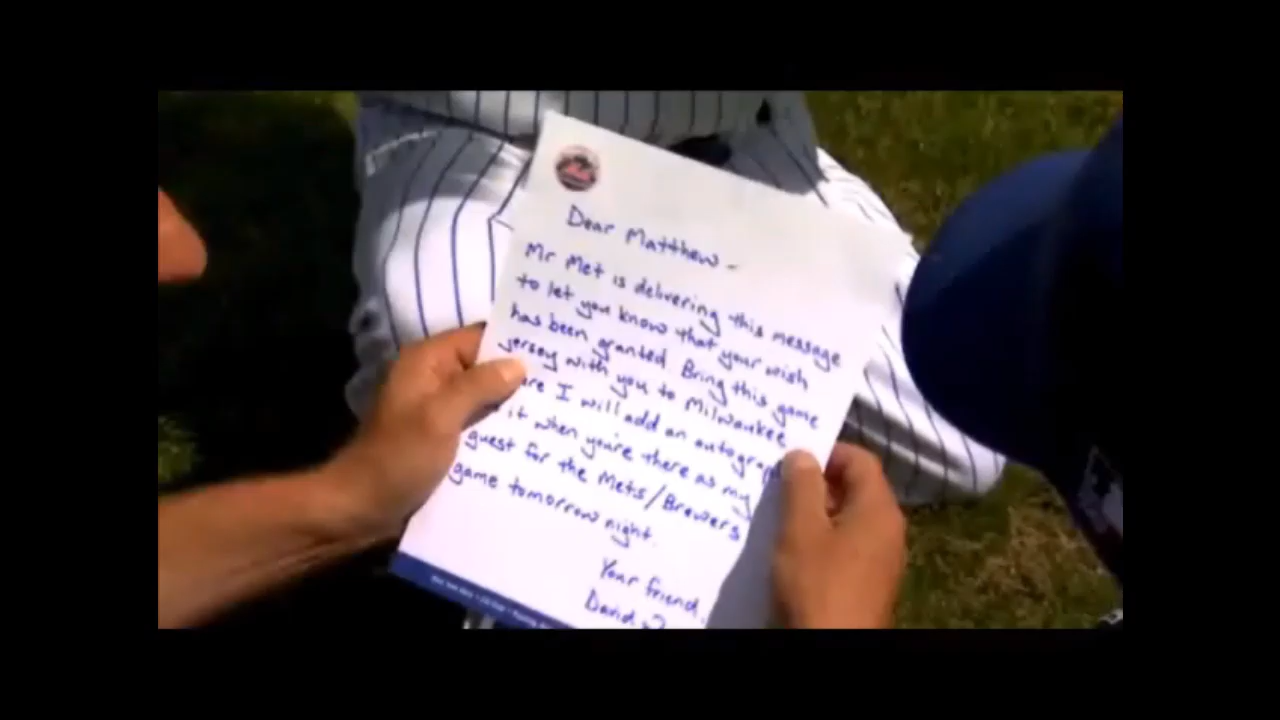 Dear Matthew -
Mr Met is delivering this message
to let you know that your wish
has been granted. Bring this game
jersey with you to Milwaukee
I will add an autograph
it when you're there as my
guest for the Mets/Brewers
game tomorrow night.
Your friend,
David